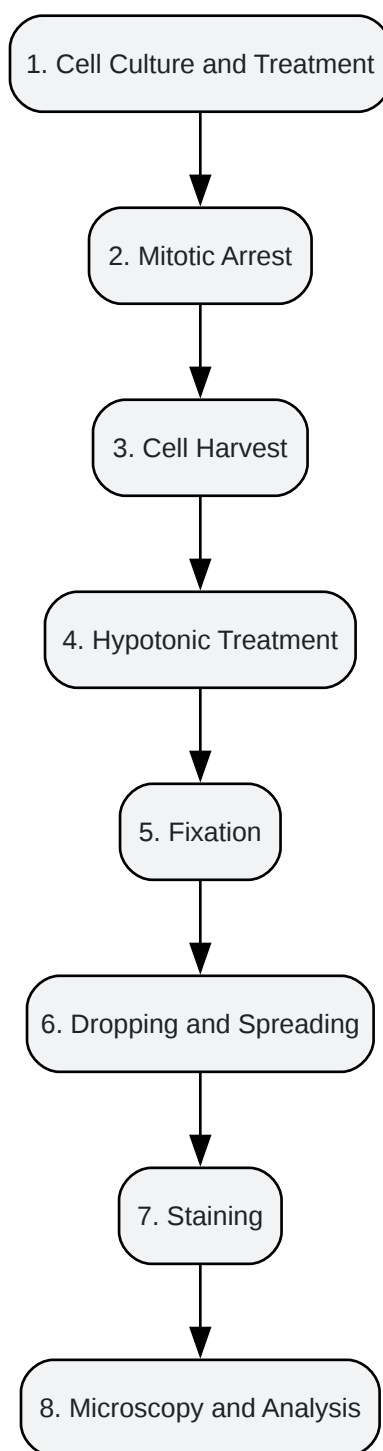 1. Cell Culture and Treatment
2. Mitotic Arrest
3. Cell Harvest
4. Hypotonic Treatment
5. Fixation
6. Dropping and Spreading
7. Staining
8. Microscopy and Analysis